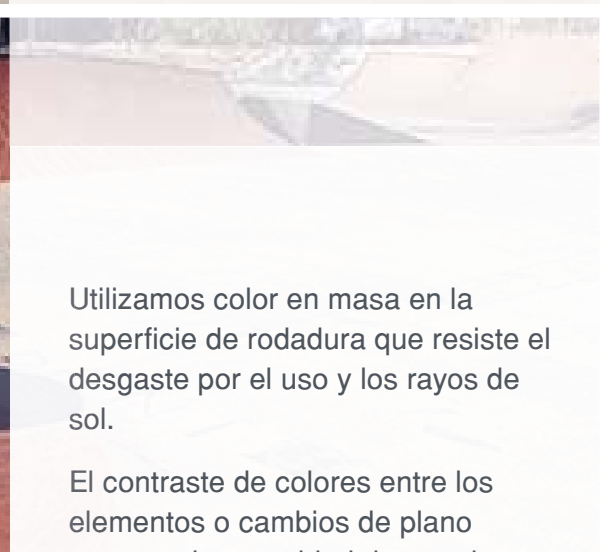 Utilizamos color en masa en la
superficie de rodadura que resiste el
desgaste por el uso y los rayos de
sol.
El contraste de colores entre los
elementos o cambios de plano